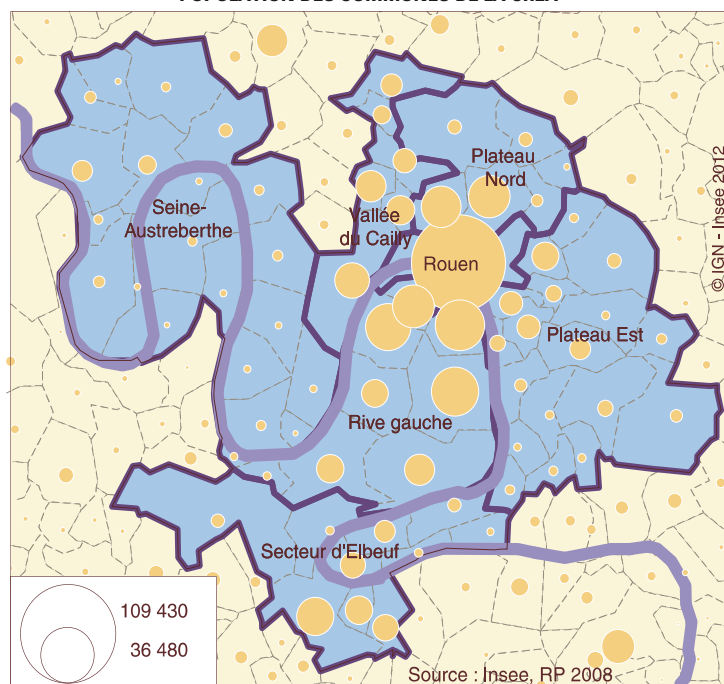 Plateau
Nord
Seine-
Austreberthe
Vallée
du Cailly
Rouen
Plateau Est
Rive gauche
Secteur d'Elbeuf
109 430
36 480
Source : Insee, RP 2008
© IGN - Insee 2012